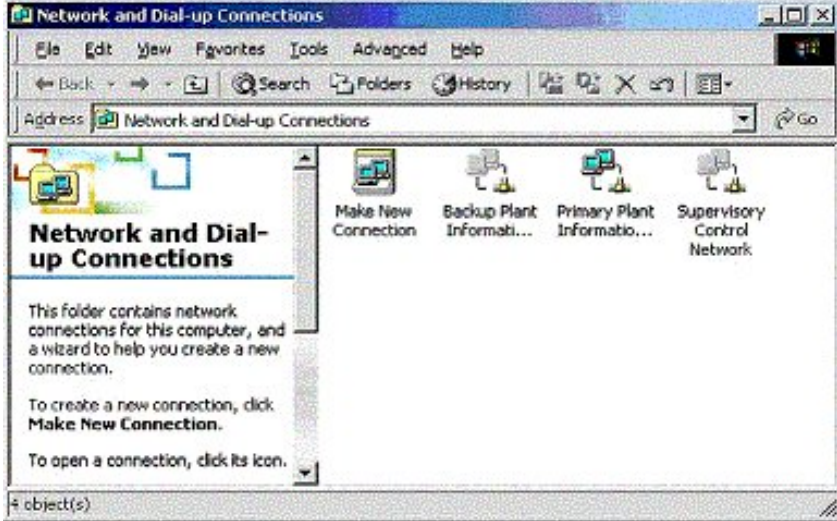 Network and Dial-up Connections
File Edit View Favorites Tools Advanced Help
Back Search Folders History
Address Network and Dial-up Connections Go
Make New
Connection
Backup Plant
Informati...
Primary Plant
Informatio...
Supervisory
Control
Network
Network and Dial-
up Connections
This folder contains network
connections for this computer, and
a wizard to help you create a new
connection.
To create a new connection, click
Make New Connection.
To open a connection, click its icon.
4 object(s)